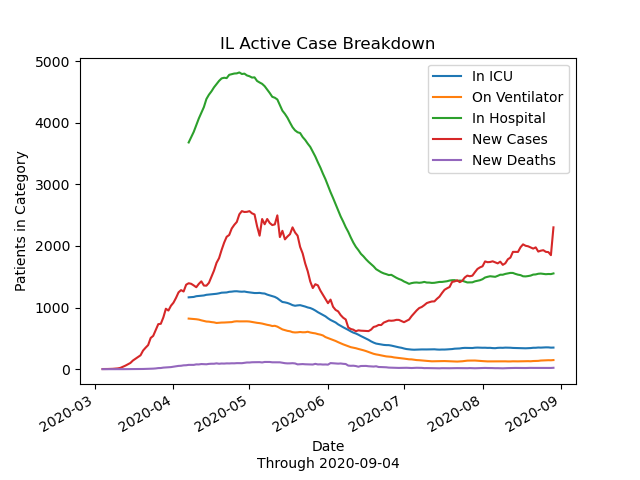 IL Active Case Breakdown
5000
4000
3000
2000
1000
0
Patients in Category
In ICU
On Ventilator
In Hospital
New Cases
New Deaths
2020-03
2020-04
2020-05
2020-06
2020-07
2020-08
2020-09
Date
Through 2020-09-04